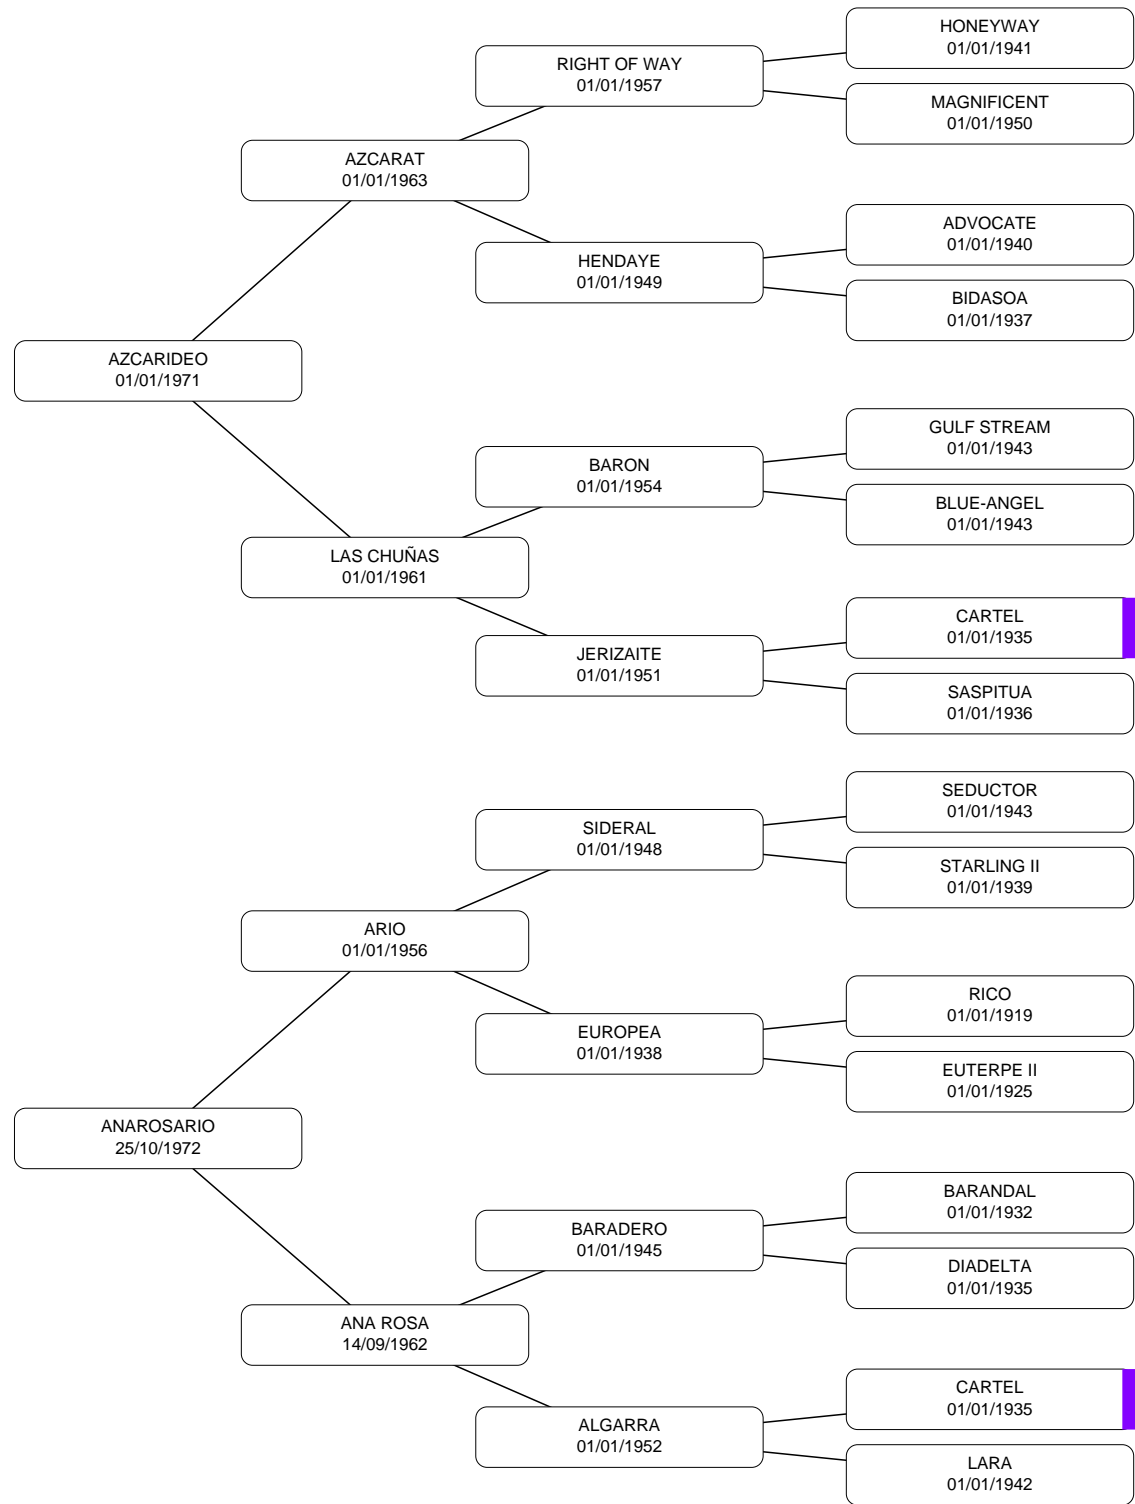 HONEYWAY
01/01/1941
RIGHT OF WAY
01/01/1957
MAGNIFICENT
01/01/1950
AZCARAT
01/01/1963
ADVOCATE
01/01/1940
HENDAYE
01/01/1949
BIDASOA
01/01/1937
AZCARIDEO
01/01/1971
GULF STREAM
01/01/1943
BARON
01/01/1954
BLUE-ANGEL
01/01/1943
LAS CHUÑAS
01/01/1961
CARTEL
01/01/1935
JERIZAITE
01/01/1951
SASPITUA
01/01/1936
SEDUCTOR
01/01/1943
SIDERAL
01/01/1948
STARLING II
01/01/1939
ARIO
01/01/1956
RICO
01/01/1919
EUROPEA
01/01/1938
EUTERPE II
01/01/1925
ANAROSARIO
25/10/1972
BARANDAL
01/01/1932
BARADERO
01/01/1945
DIADELTA
01/01/1935
ANA ROSA
14/09/1962
CARTEL
01/01/1935
ALGARRA
01/01/1952
LARA
01/01/1942